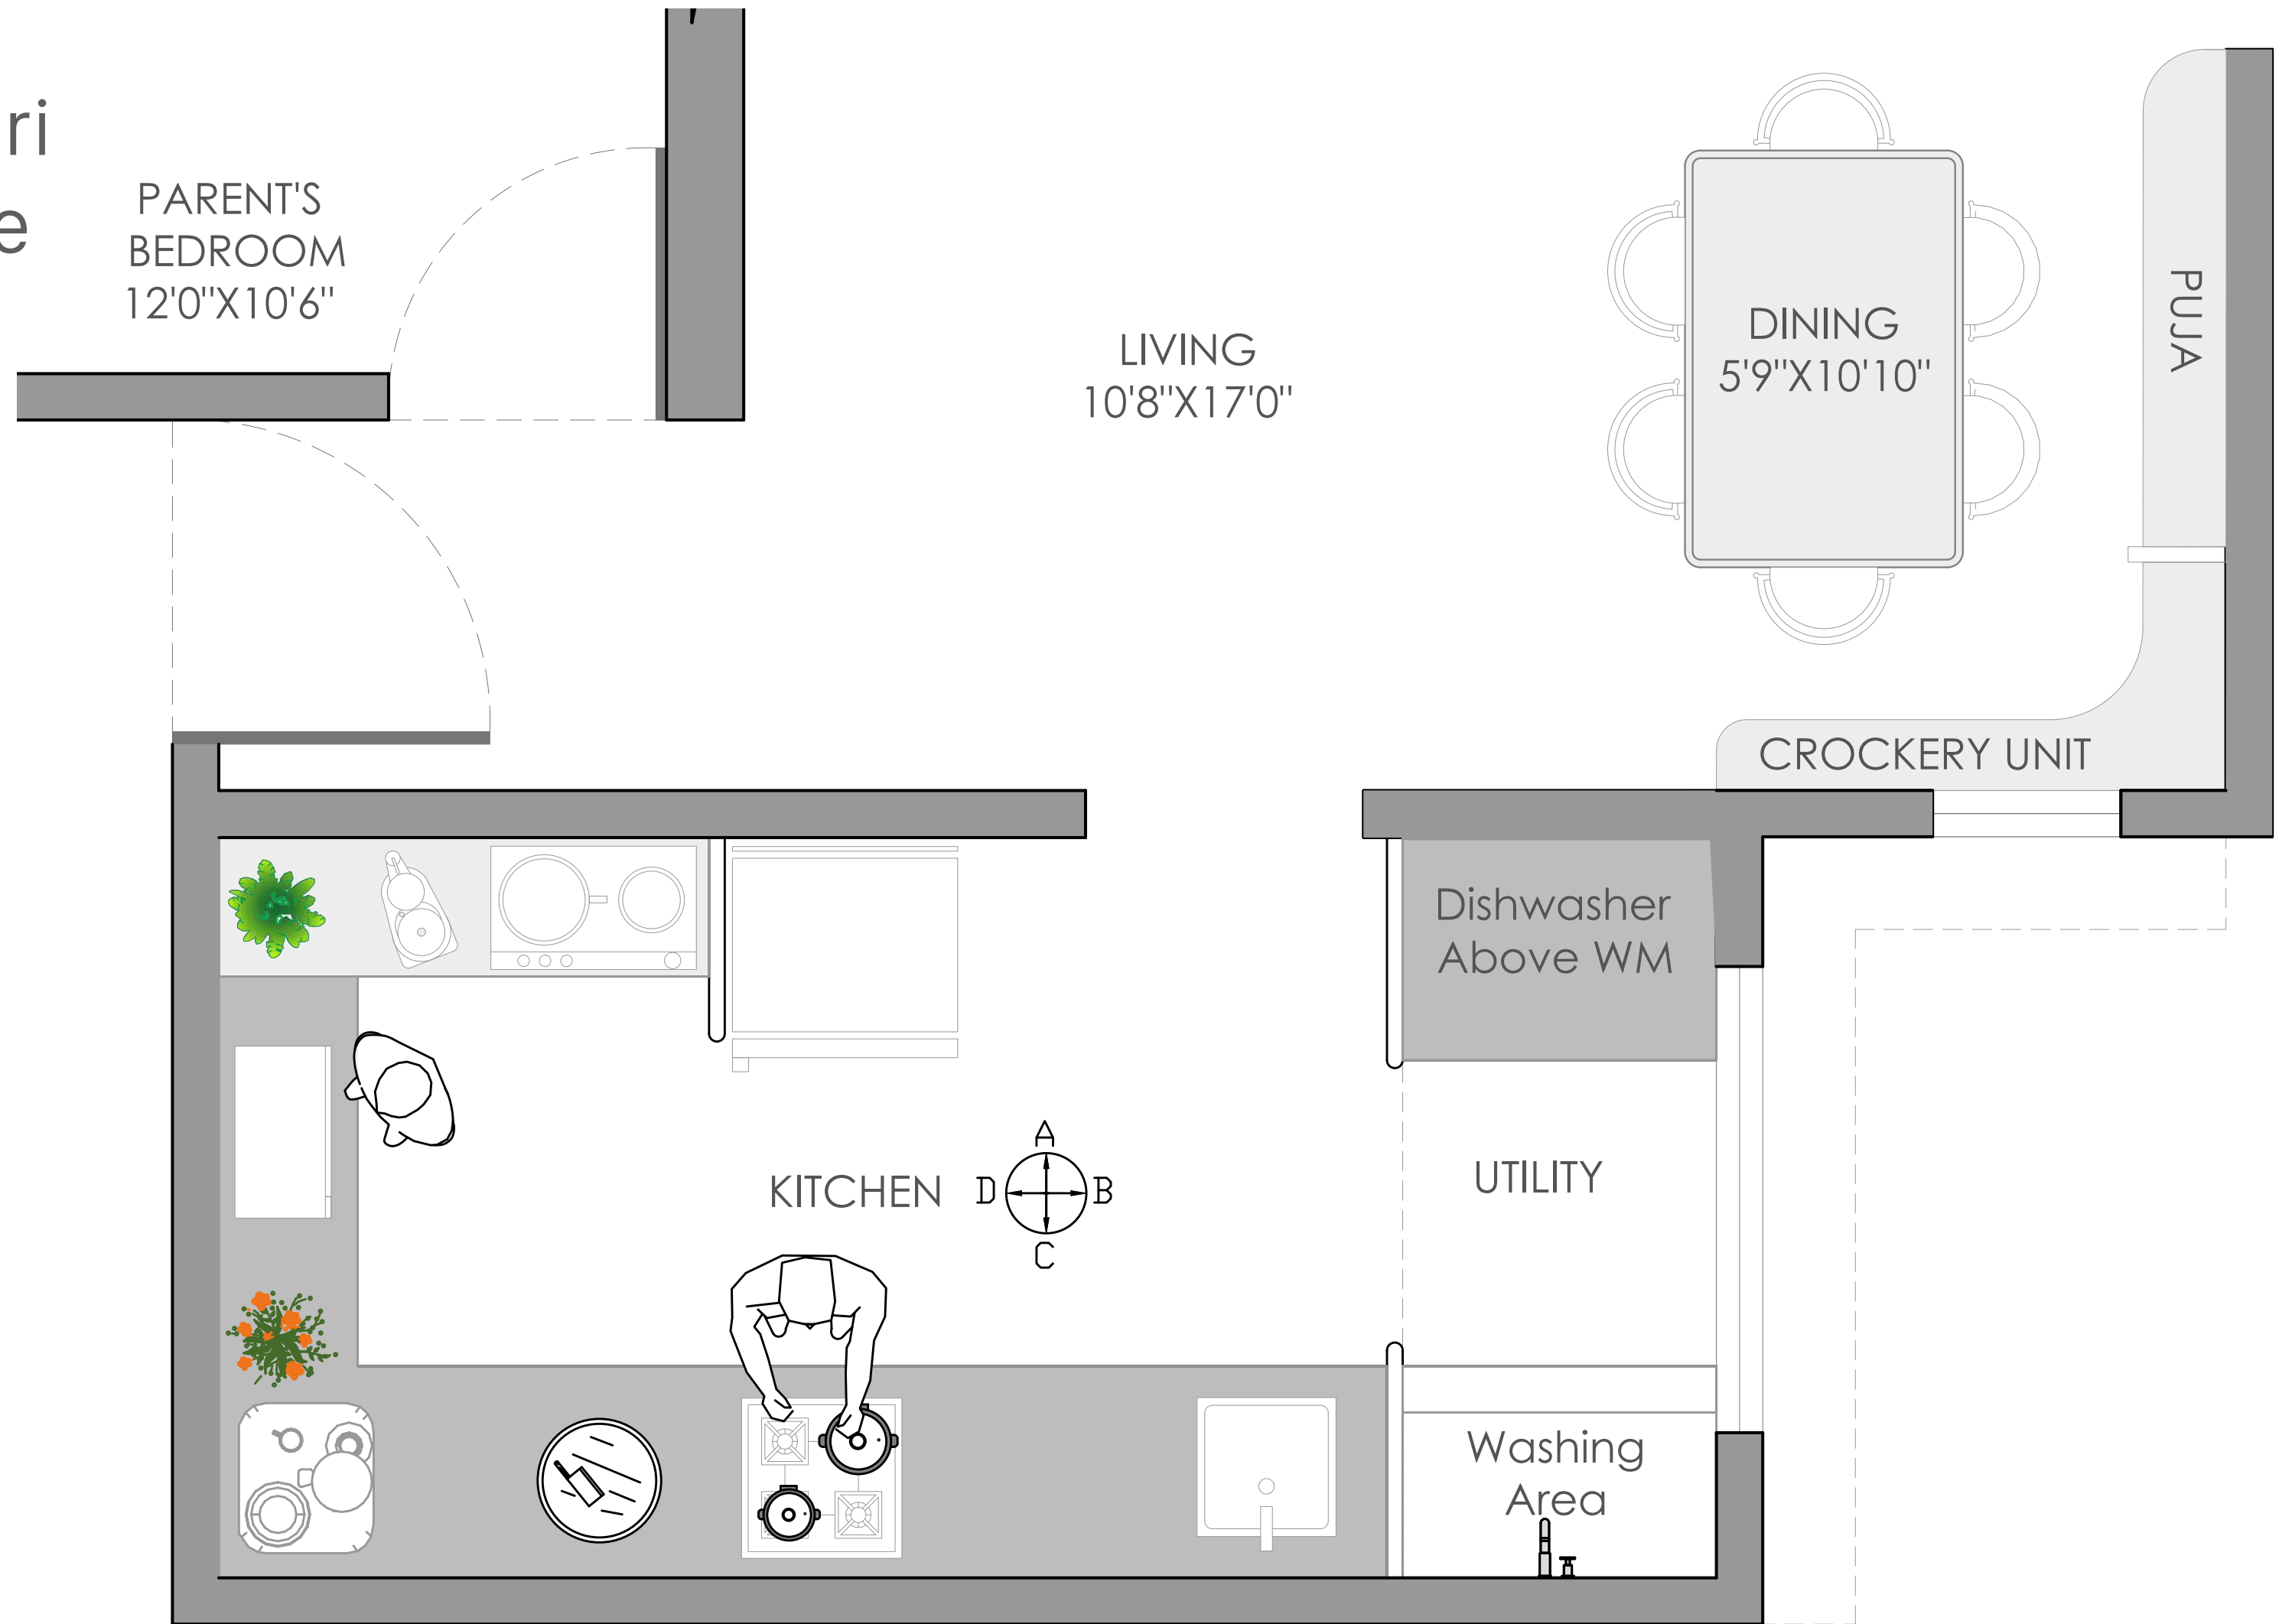 ri
e
PARENT'S
BEDROOM
12'0"X10'6"
LIVING
10'8"X17'0"
DINING
5'9"X10'10"
PUJA
CROCKERY UNIT
Dishwasher
Above WM
KITCHEN
A
D
B
C
UTILITY
Washing
Area